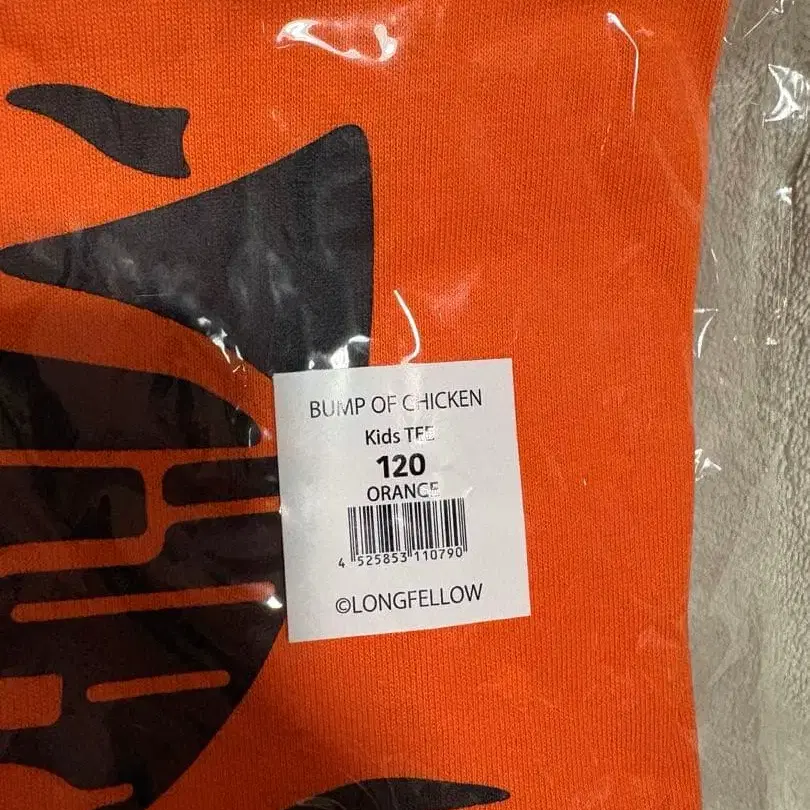 BUMP OF CHICKEN
Kids TEE
120
ORANGE
4 525853 110790
©LONGFELLOW